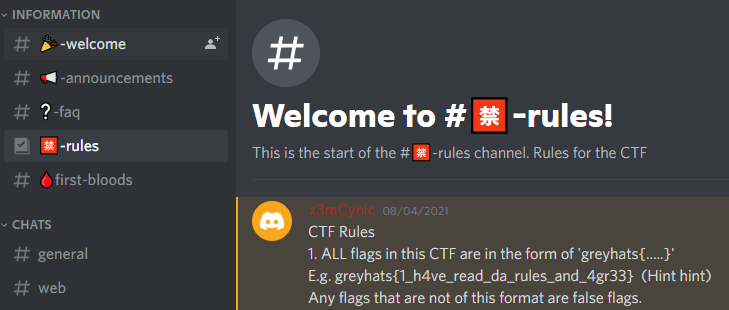 INFORMATION
# 🎉-welcome
# 📢-announcements
# ❓-faq
🈲-rules
# 🩸first-bloods
CHATS
# general
# web
#
Welcome to #🈲-rules!
This is the start of the #🈲-rules channel. Rules for the CTF
x3mCynic 08/04/2021
CTF Rules
1. ALL flags in this CTF are in the form of 'greyhats{.....}'
E.g. greyhats{1_h4ve_read_da_rules_and_4gr33} (Hint hint)
Any flags that are not of this format are false flags.